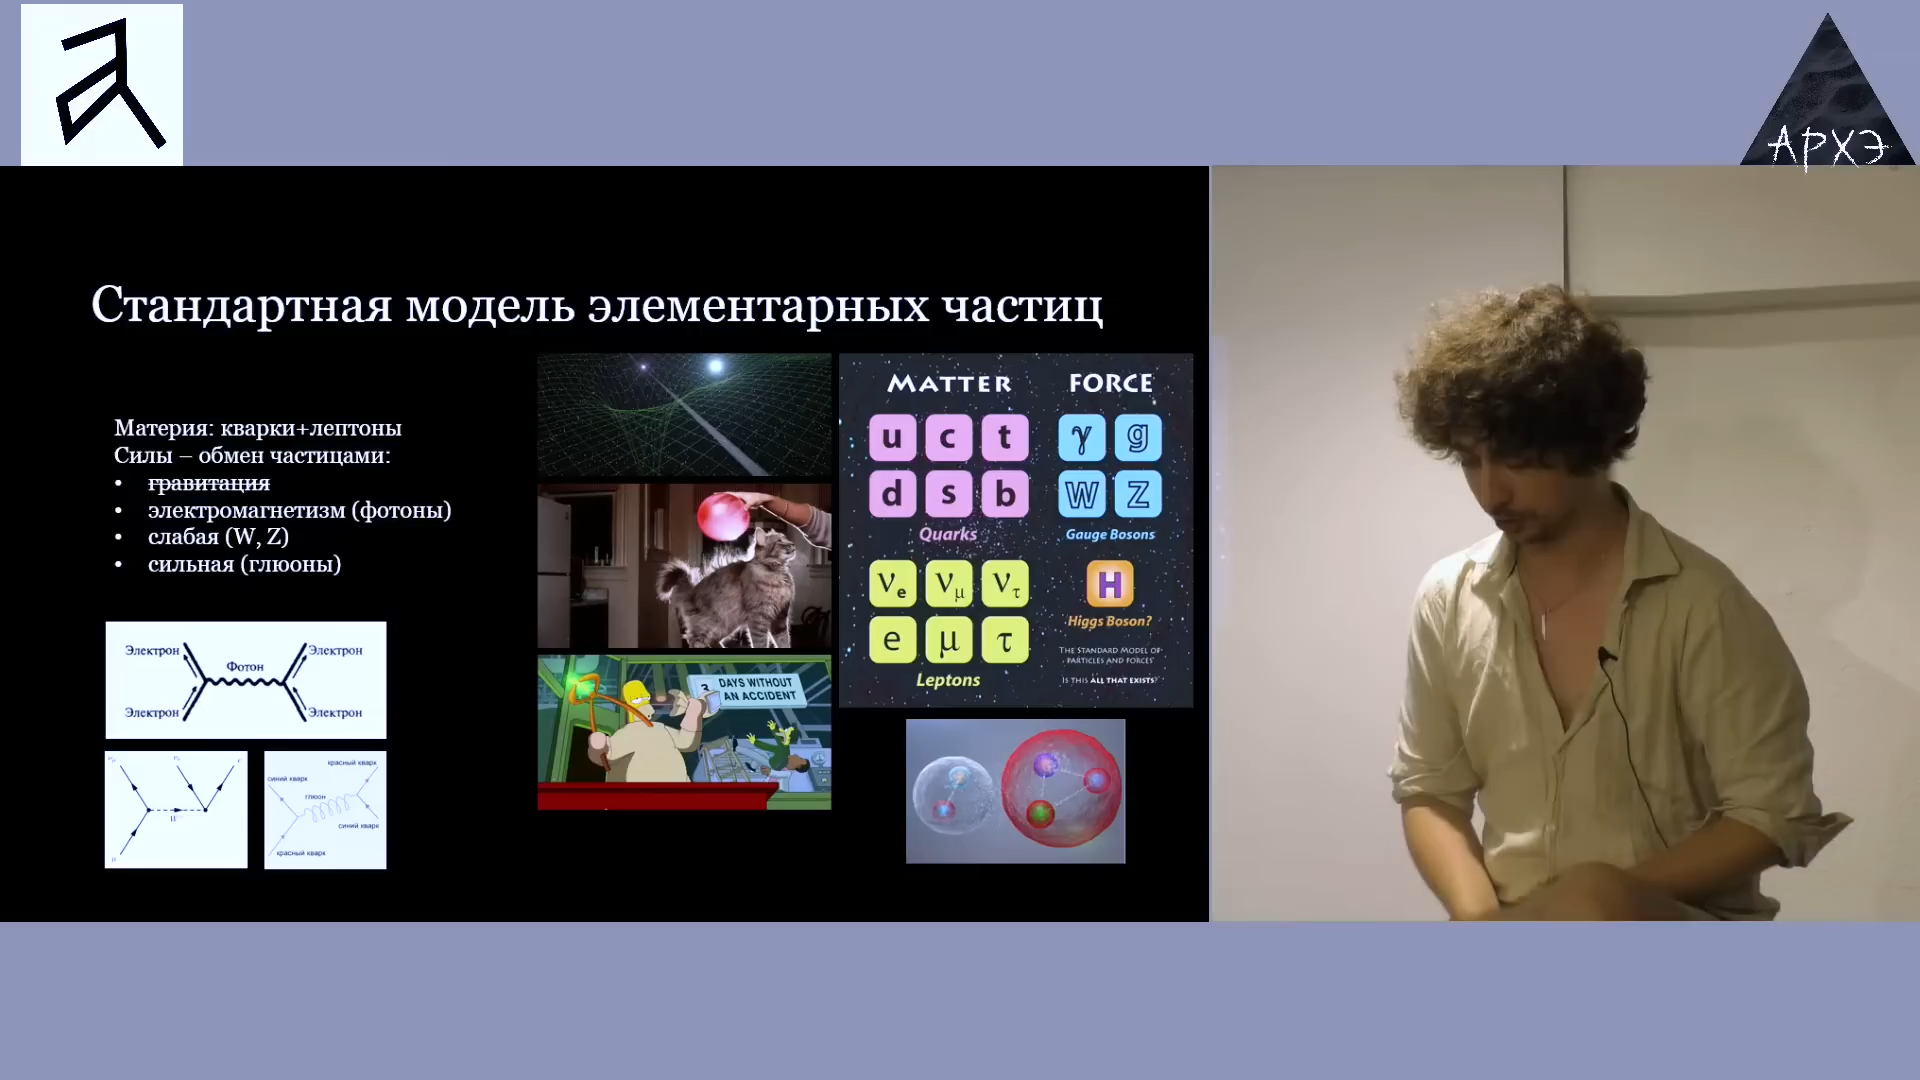 АРХЭ
Стандартная модель элементарных частиц
Материя: кварки+лептоны
Силы – обмен частицами:
• гравитация
• электромагнетизм (фотоны)
• слабая (W, Z)
• сильная (глюоны)
Электрон
Фотон
Электрон
Электрон
Электрон
красный кварк
синий кварк
глюон
синий кварк
красный кварк
DAYS WITHOUT
AN ACCIDENT
MATTER
FORCE
u c t
γ g
d s b
W Z
Quarks
Gauge Bosons
νe νμ ντ
H
e μ τ
Higgs Boson?
Leptons
THE STANDARD MODEL OF
PARTICLES AND FORCES
IS THIS ALL THAT EXISTS?